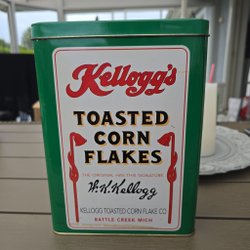 Kellogg's
TOASTED
CORN
FLAKES
THE ORIGINAL HAS THIS SIGNATURE
W.K.Kellogg
KELLOGG TOASTED CORN FLAKE CO.
BATTLE CREEK MICH